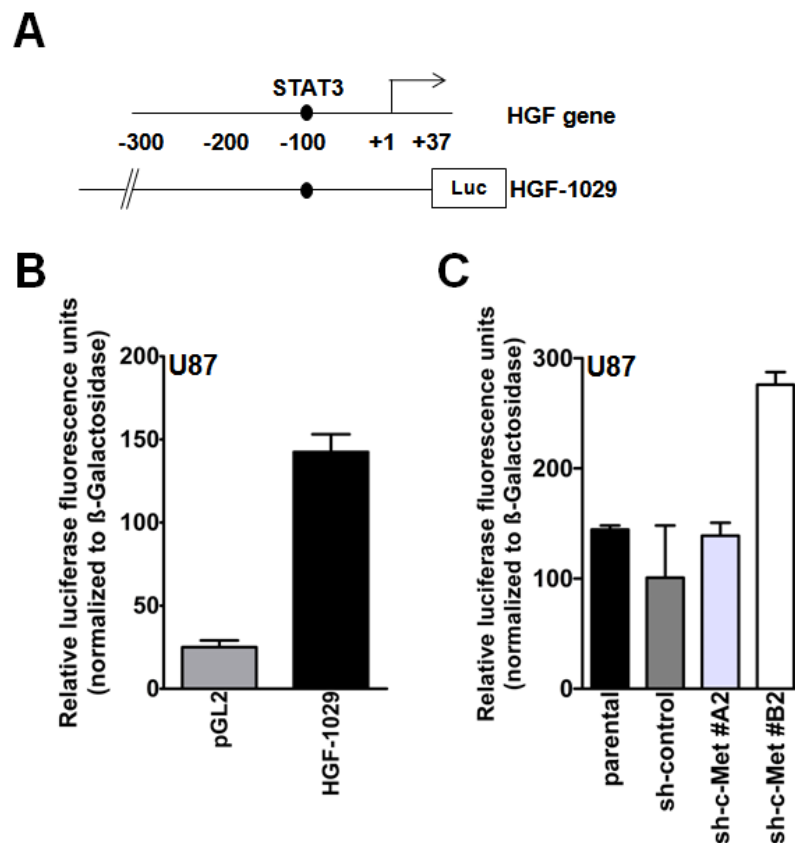 A
STAT3
HGF gene
-300 -200 -100 +1 +37
Luc HGF-1029
B
Relative luciferase fluorescence units
(normalized to ß-Galactosidase)
U87
200
150
100
50
0
pGL2
HGF-1029
C
Relative luciferase fluorescence units
(normalized to ß-Galactosidase)
U87
300
200
100
0
parental
sh-control
sh-c-Met #A2
sh-c-Met #B2